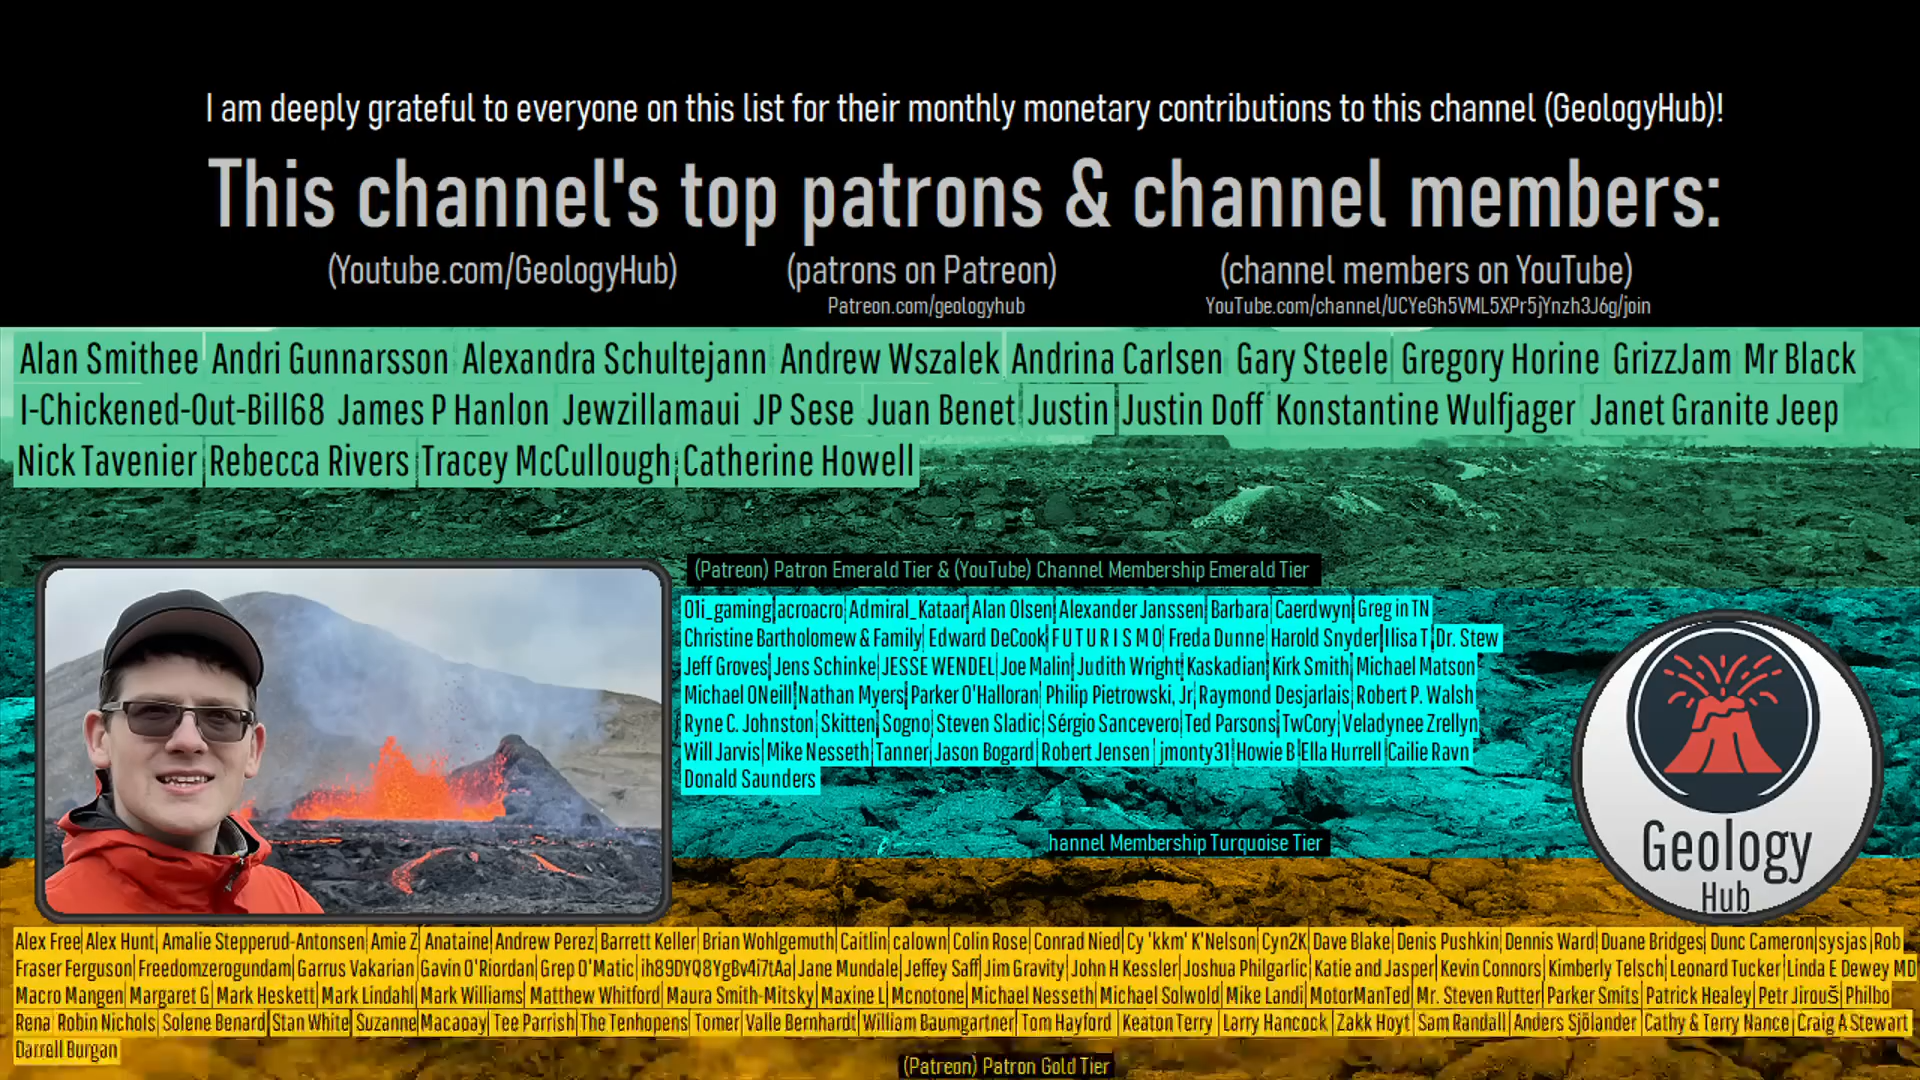 I am deeply grateful to everyone on this list for their monthly monetary contributions to this channel (GeologyHub)!
This channel's top patrons & channel members:
(Youtube.com/GeologyHub) (patrons on Patreon) (channel members on YouTube)
Patreon.com/geologyhub YouTube.com/channel/UCYeGh5VML5XPr5jYnzh3J6g/join
Alan Smithee Andri Gunnarsson Alexandra Schultejann Andrew Wszalek Andrina Carlsen Gary Steele Gregory Horine GrizzJam Mr Black
I-Chickened-Out-Bill68 James P Hanlon Jewzillamaui JP Sese Juan Benet Justin Justin Doff Konstantine Wulfjager Janet Granite Jeep
Nick Tavenier Rebecca Rivers Tracey McCullough Catherine Howell
(Patreon) Patron Emerald Tier & (YouTube) Channel Membership Emerald Tier
O1i_gaming acroacro Admiral_Kataar Alan Olsen Alexander Janssen Barbara Caerdwyn Greg in TN
Christine Bartholomew & Family Edward DeCook F U T U R I S M O Freda Dunne Harold Snyder Ilisa T Dr. Stew
Jeff Groves Jens Schinke JESSE WENDEL Joe Malin Judith Wright Kaskadian Kirk Smith Michael Matson
Michael ONeill Nathan Myers Parker O'Halloran Philip Pietrowski, Jr Raymond Desjarlais Robert P. Walsh
Ryne C. Johnston Skitten Sogno Steven Sladic Sérgio Sancevero Ted Parsons TwCory Veladynee Zrellyn
Will Jarvis Mike Nesseth Tanner Jason Bogard Robert Jensen jmonty31 Howie B Ella Hurrell Cailie Ravn
Donald Saunders
hannel Membership Turquoise Tier
Geology
Hub
Alex Free Alex Hunt Amalie Stepperud-Antonsen Amie Z Anataine Andrew Perez Barrett Keller Brian Wohlgemuth Caitlin calown Colin Rose Conrad Nied Cy 'kkm' K'Nelson Cyn2K Dave Blake Denis Pushkin Dennis Ward Duane Bridges Dunc Cameron sysjas Rob
Fraser Ferguson Freedomzerogundam Garrus Vakarian Gavin O'Riordan Grep O'Matic ih89DYQ8YgBv4i7tAa Jane Mundale Jeffey Saff Jim Gravity John H Kessler Joshua Philgarlic Katie and Jasper Kevin Connors Kimberly Telsch Leonard Tucker Linda E Dewey MD
Macro Mangen Margaret G Mark Heskett Mark Lindahl Mark Williams Matthew Whitford Maura Smith-Mitsky Maxine L Mcnotone Michael Nesseth Michael Solwold Mike Landi MotorManTed Mr. Steven Rutter Parker Smits Patrick Healey Petr Jirouš Philbo
Rena Robin Nichols Solene Benard Stan White Suzanne Macaoay Tee Parrish The Tenhopens Tomer Valle Bernhardt William Baumgartner Tom Hayford Keaton Terry Larry Hancock Zakk Hoyt Sam Randall Anders Sjölander Cathy & Terry Nance Craig A Stewart
Darrell Burgan
(Patreon) Patron Gold Tier